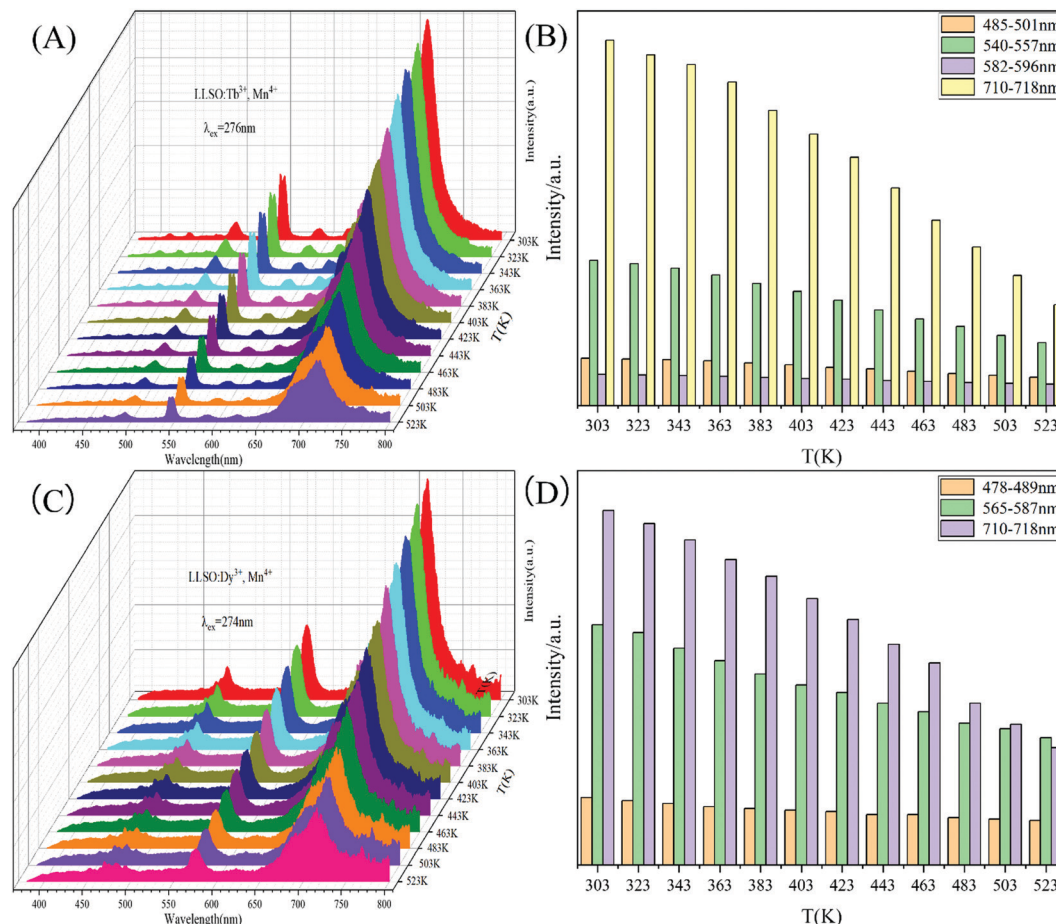 (A)
LLSO:Tb³⁺, Mn⁴⁺
λex=276nm
Intensity(a.u.)
303K
323K
343K
363K
383K
403K
423K
443K
463K
483K
503K
523K
T(K)
400 450 500 550 600 650 700 750 800
Wavelength(nm)
(B)
485-501nm
540-557nm
582-596nm
710-718nm
Intensity/a.u.
303 323 343 363 383 403 423 443 463 483 503 523
T(K)
(C)
LLSO:Dy³⁺, Mn⁴⁺
λex=274nm
Intensity(a.u.)
T(K)
303K
323K
343K
363K
383K
403K
423K
443K
463K
483K
503K
523K
T(K)
400 450 500 550 600 650 700 750 800
Wavelength(nm)
(D)
478-489nm
565-587nm
710-718nm
Intensity/a.u.
303 323 343 363 383 403 423 443 463 483 503 523
T(K)